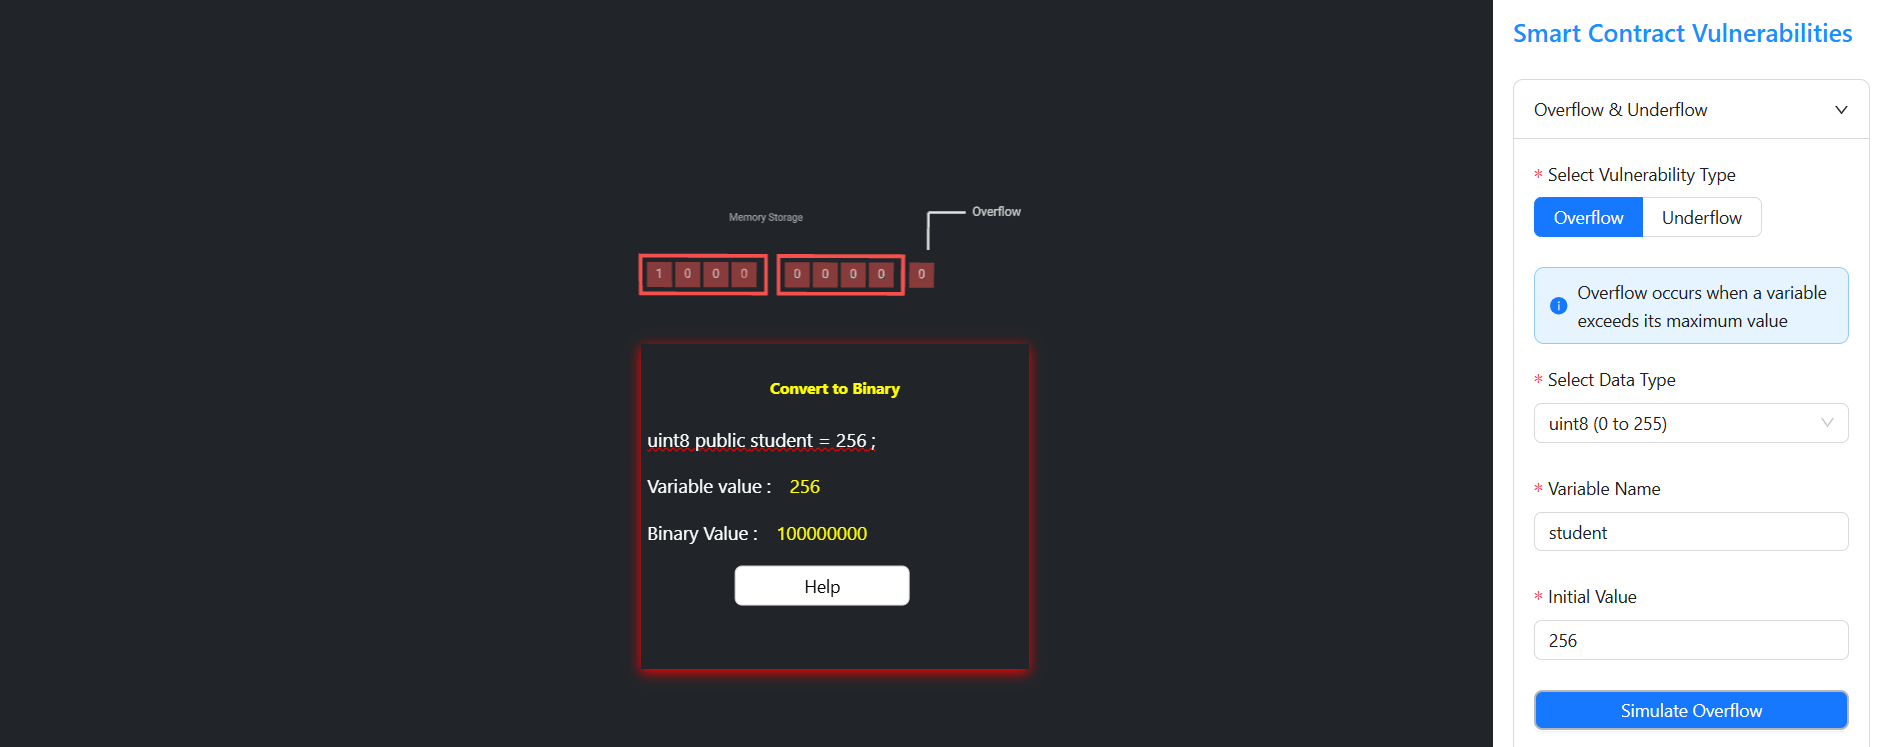 Memory Storage
Overflow
1 0 0 0 0 0 0 0 0
Convert to Binary
uint8 public student = 256 ;
Variable value : 256
Binary Value : 100000000
Help
Smart Contract Vulnerabilities
Overflow & Underflow
* Select Vulnerability Type
Overflow Underflow
Overflow occurs when a variable
exceeds its maximum value
* Select Data Type
uint8 (0 to 255)
* Variable Name
student
* Initial Value
256
Simulate Overflow